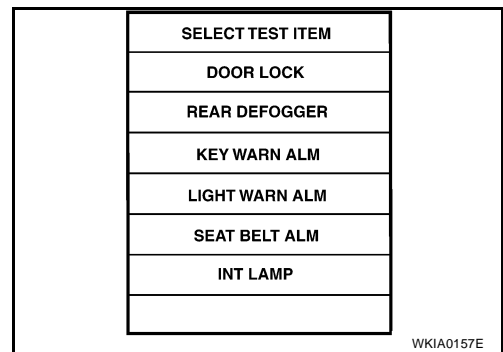 SELECT TEST ITEM
DOOR LOCK
REAR DEFOGGER
KEY WARN ALM
LIGHT WARN ALM
SEAT BELT ALM
INT LAMP
WKIA0157E